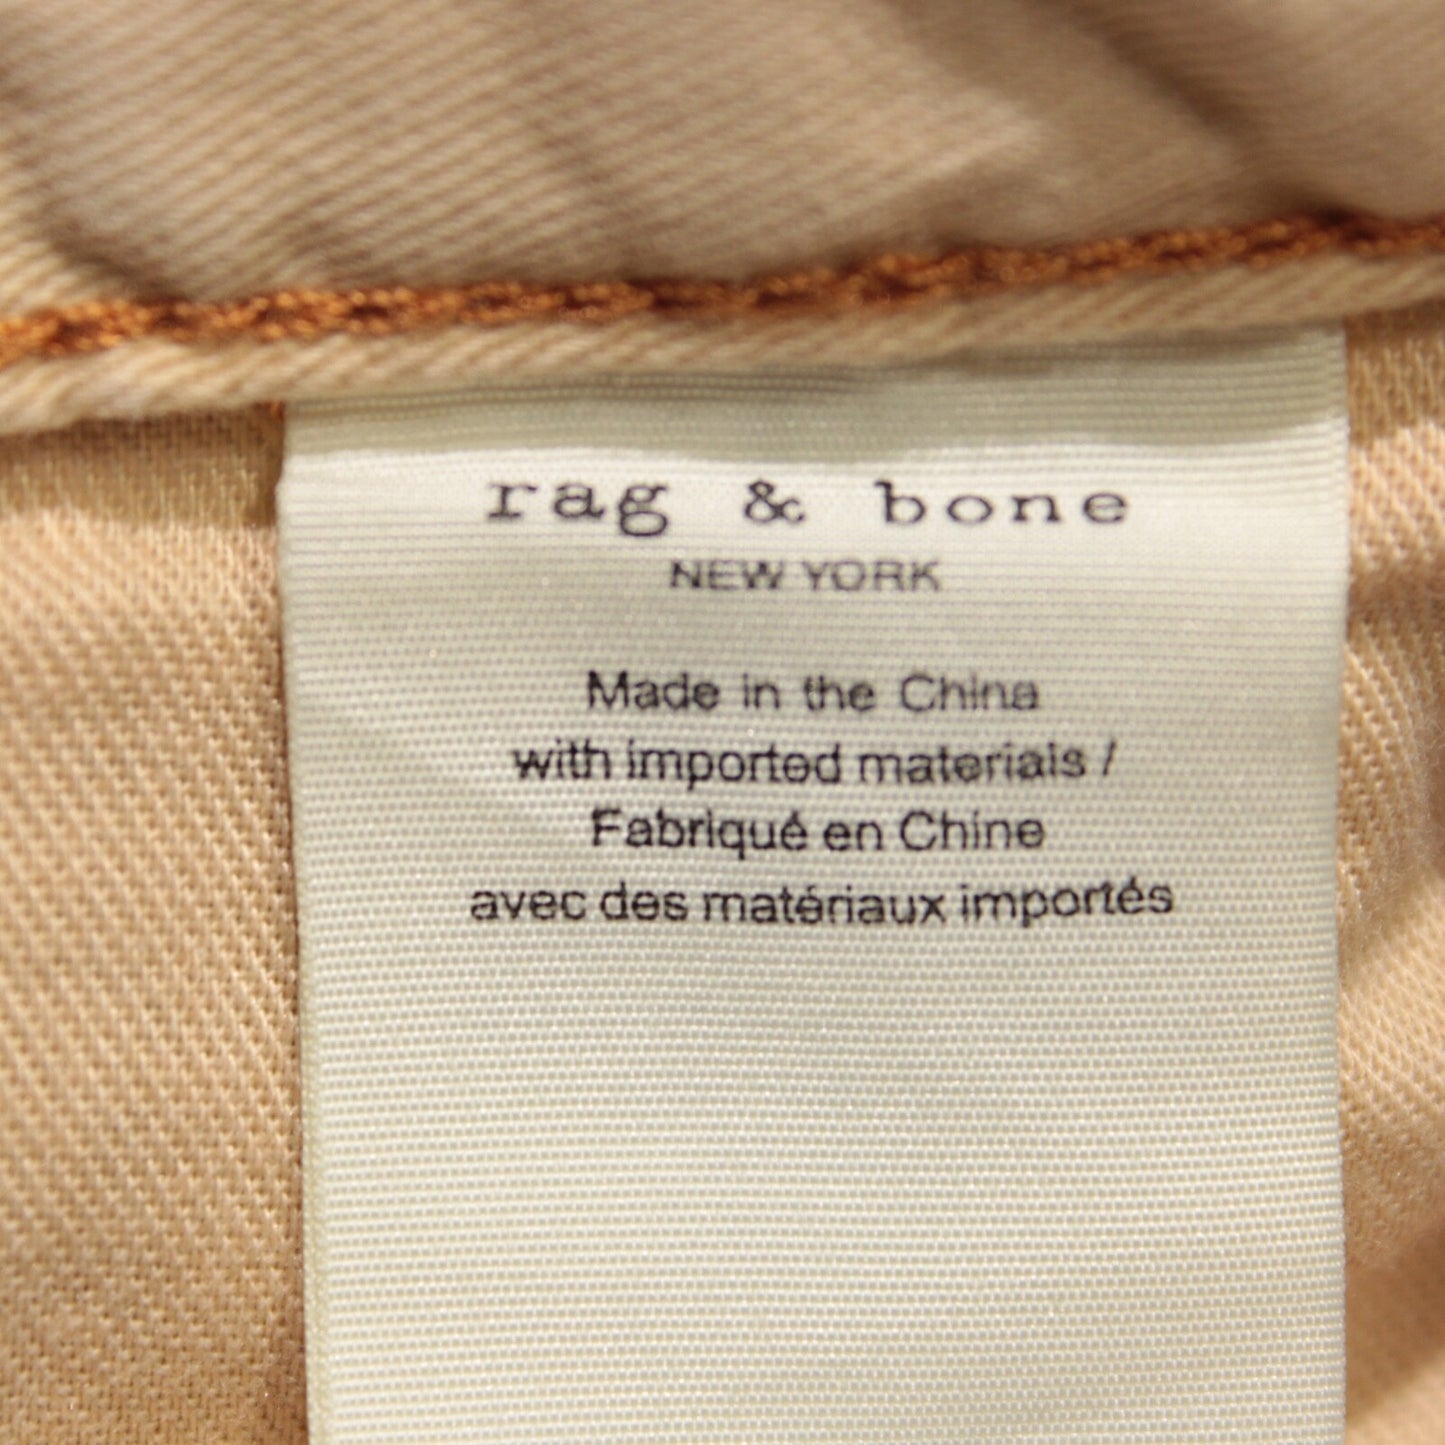 rag & bone
NEW YORK
Made in the China
with imported materials /
Fabriqué en Chine
avec des matériaux importés